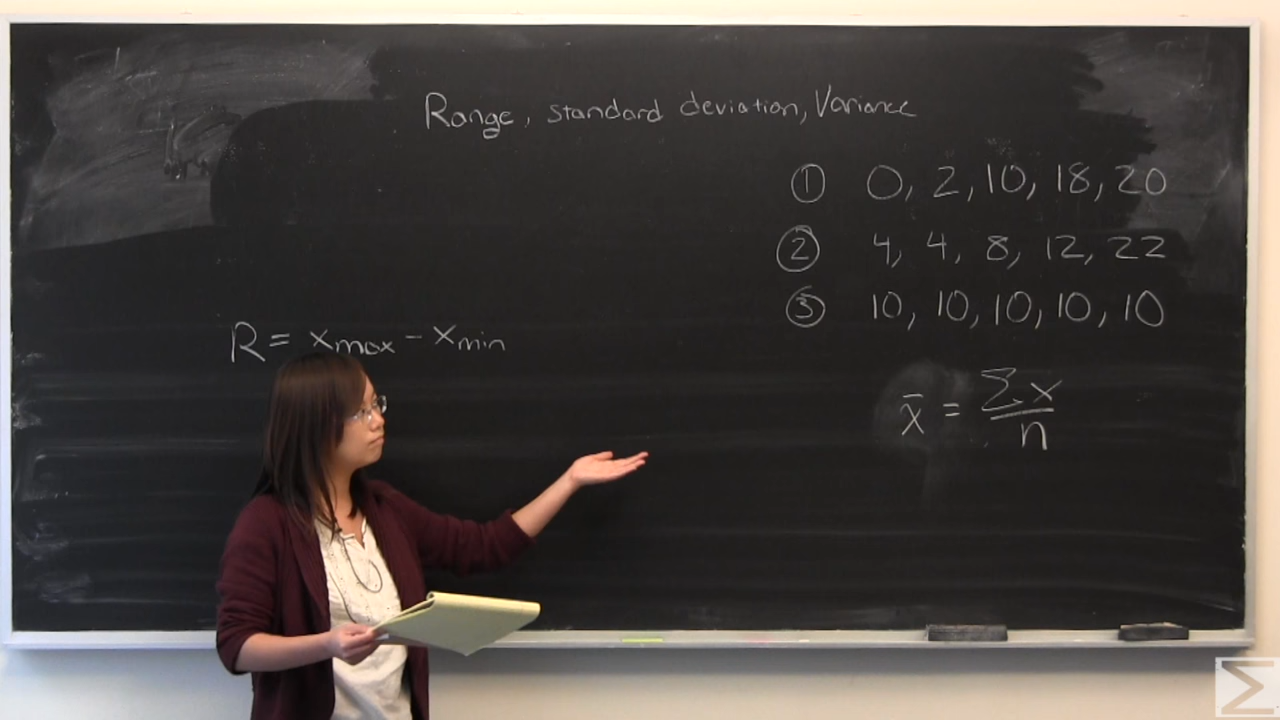 Range, standard deviation, Variance
① 0, 2, 10, 18, 20
② 4, 4, 8, 12, 22
③ 10, 10, 10, 10, 10
R = xmax - xmin
x̄ = Σx / n
Σ